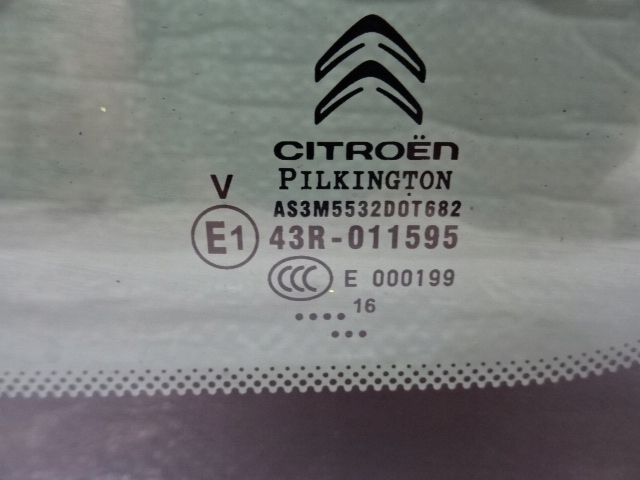 CITROËN
PILKINGTON
V
AS3M5532DOT682
E1 43R-011595
CCC E 000199
.... 16
...